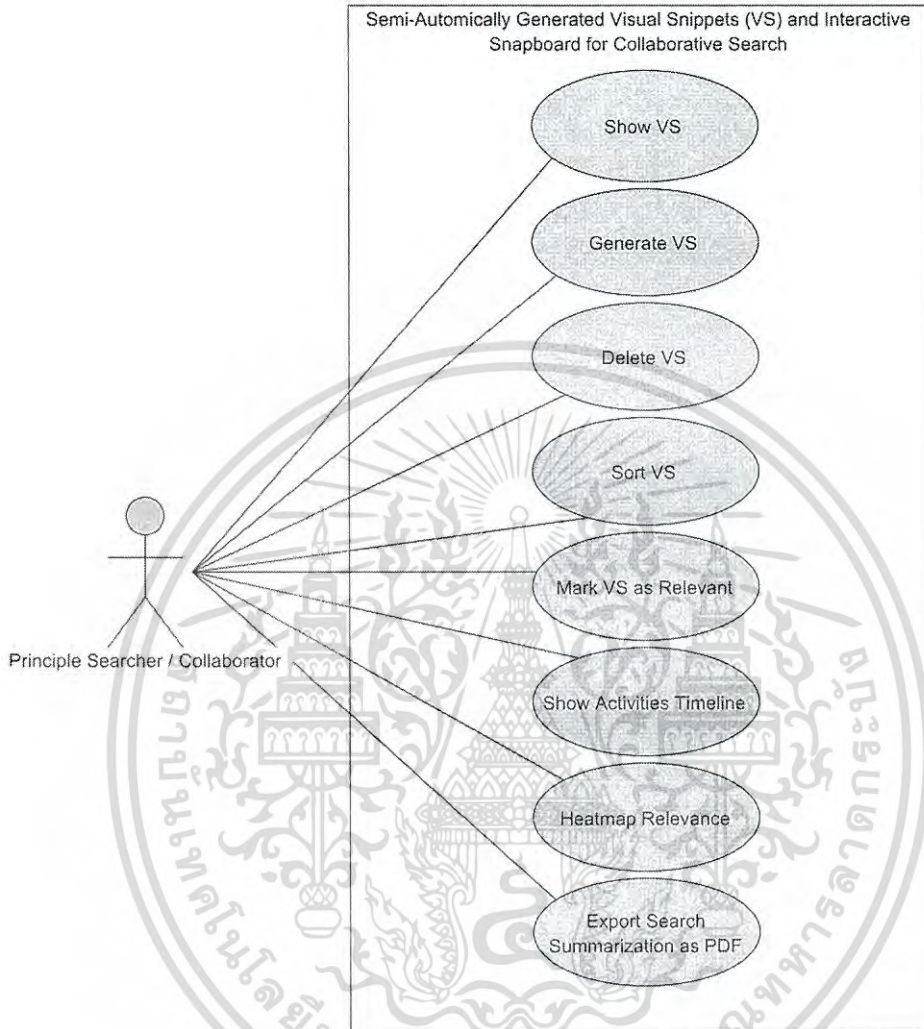 Semi-Automically Generated Visual Snippets (VS) and Interactive
Snapboard for Collaborative Search
Show VS
Generate VS
Delete VS
Sort VS
Mark VS as Relevant
Principle Searcher / Collaborator
Show Activities Timeline
Heatmap Relevance
Export Search
Summarization as PDF